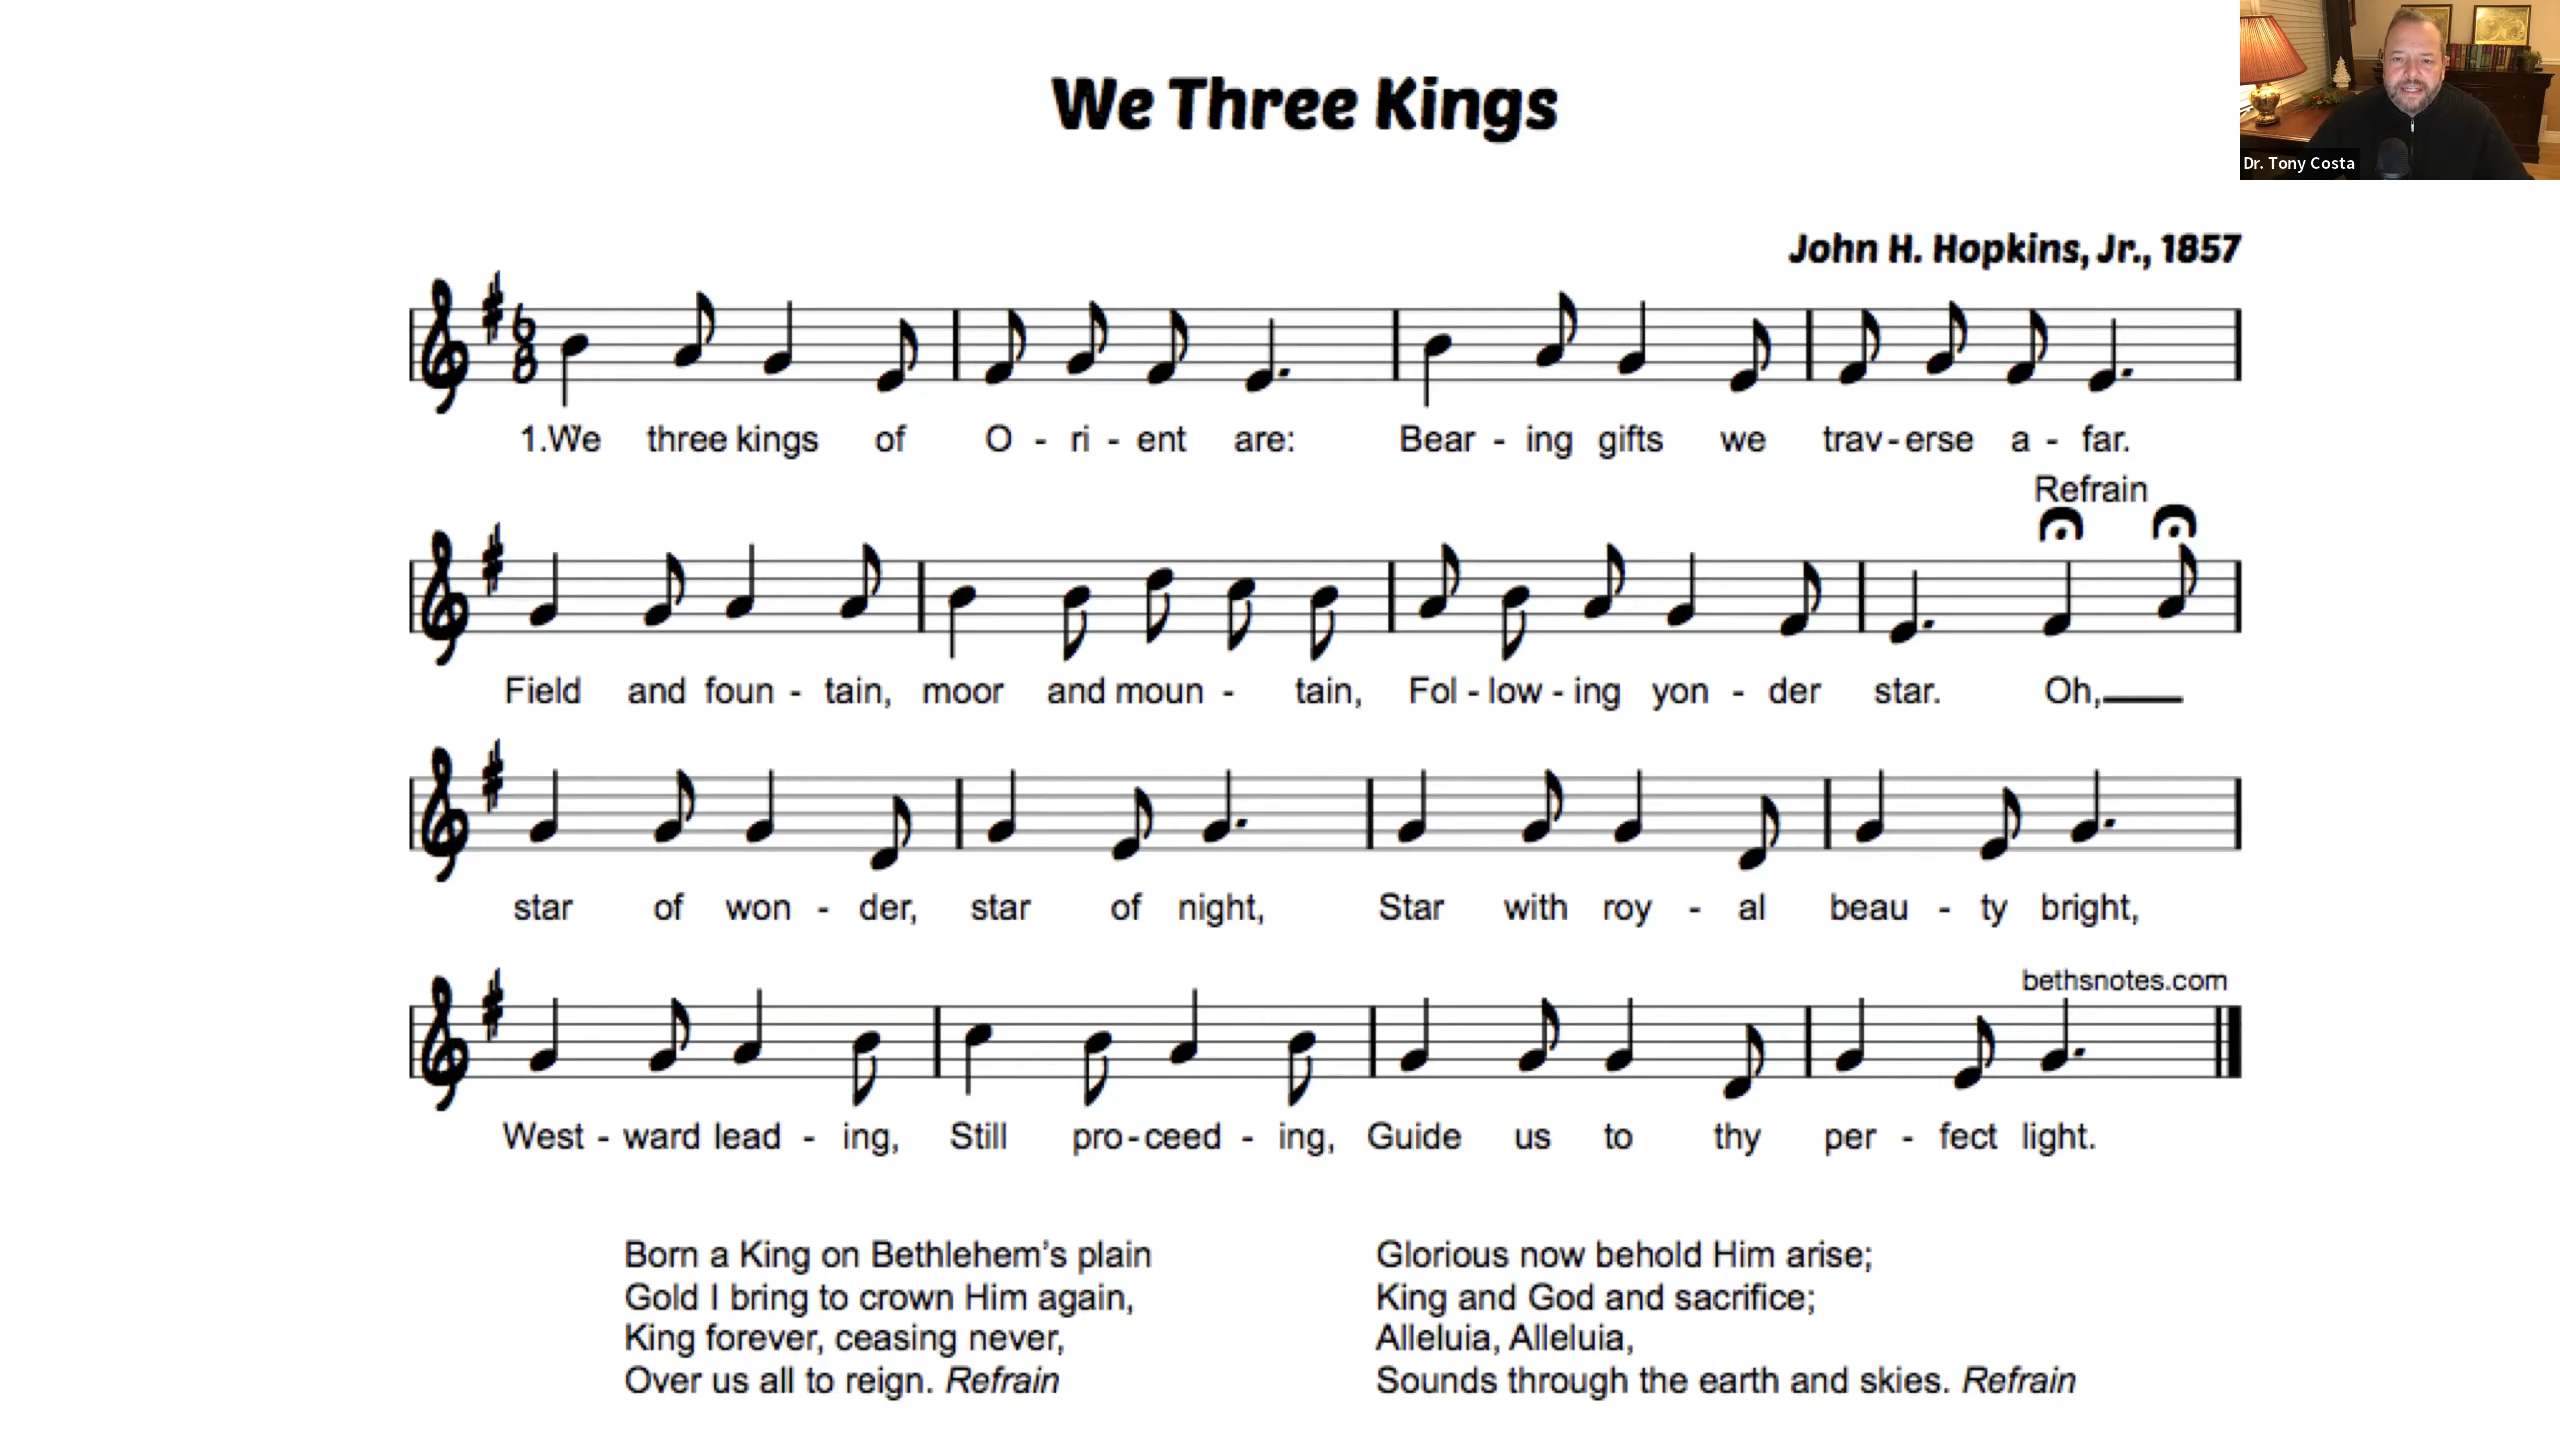 We Three Kings
Dr. Tony Costa
John H. Hopkins, Jr., 1857
6
8
1.We three kings of O - ri - ent are: Bear - ing gifts we trav - erse a - far.
Refrain
Field and foun - tain, moor and moun - tain, Fol - low - ing yon - der star. Oh,
star of won - der, star of night, Star with roy - al beau - ty bright,
bethsnotes.com
West - ward lead - ing, Still pro - ceed - ing, Guide us to thy per - fect light.
Born a King on Bethlehem's plain
Gold I bring to crown Him again,
King forever, ceasing never,
Over us all to reign. Refrain
Glorious now behold Him arise;
King and God and sacrifice;
Alleluia, Alleluia,
Sounds through the earth and skies. Refrain